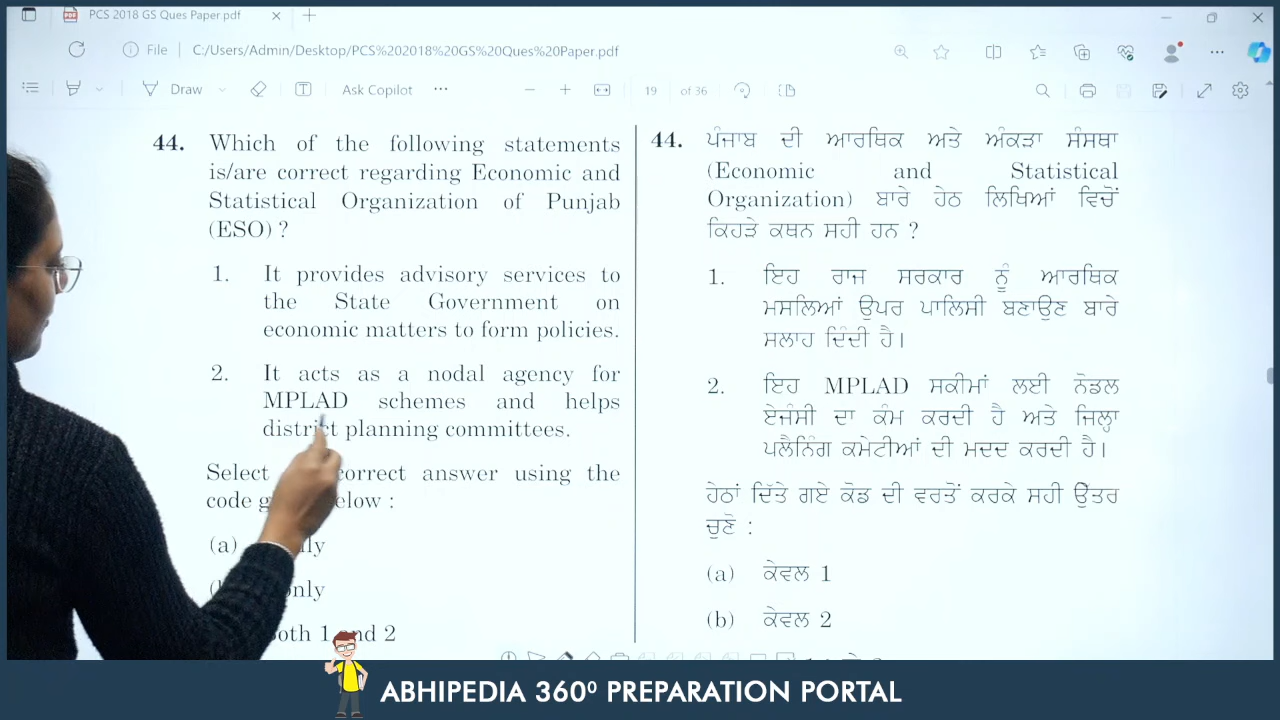 PCS 2018 GS Ques Paper.pdf
File
C:/Users/Admin/Desktop/PCS%202018%20GS%20Ques%20Paper.pdf
Draw
Ask Copilot
19 of 36
44. Which of the following statements
is/are correct regarding Economic and
Statistical Organization of Punjab
(ESO) ?
1. It provides advisory services to
the State Government on
economic matters to form policies.
2. It acts as a nodal agency for
MPLAD schemes and helps
district planning committees.
Select correct answer using the
code below :
(a)
only
Both 1 and 2
44. ਪੰਜਾਬ ਦੀ ਆਰਥਿਕ ਅਤੇ ਅੰਕੜਾ ਸੰਸਥਾ
(Economic and Statistical
Organization) ਬਾਰੇ ਹੇਠ ਲਿਖਿਆਂ ਵਿਚੋਂ
ਕਿਹੜੇ ਕਥਨ ਸਹੀ ਹਨ ?
1. ਇਹ ਰਾਜ ਸਰਕਾਰ ਨੂੰ ਆਰਥਿਕ
ਮਸਲਿਆਂ ਉਪਰ ਪਾਲਿਸੀ ਬਣਾਉਣ ਬਾਰੇ
ਸਲਾਹ ਦਿੰਦੀ ਹੈ।
2. ਇਹ MPLAD ਸਕੀਮਾਂ ਲਈ ਨੋਡਲ
ਏਜੰਸੀ ਦਾ ਕੰਮ ਕਰਦੀ ਹੈ ਅਤੇ ਜ਼ਿਲ੍ਹਾ
ਪਲੈਨਿੰਗ ਕਮੇਟੀਆਂ ਦੀ ਮਦਦ ਕਰਦੀ ਹੈ।
ਹੇਠਾਂ ਦਿੱਤੇ ਗਏ ਕੋਡ ਦੀ ਵਰਤੋਂ ਕਰਕੇ ਸਹੀ ਉੱਤਰ
ਚੁਣੋ :
(a) ਕੇਵਲ 1
(b) ਕੇਵਲ 2
ABHIPEDIA 360⁰ PREPARATION PORTAL